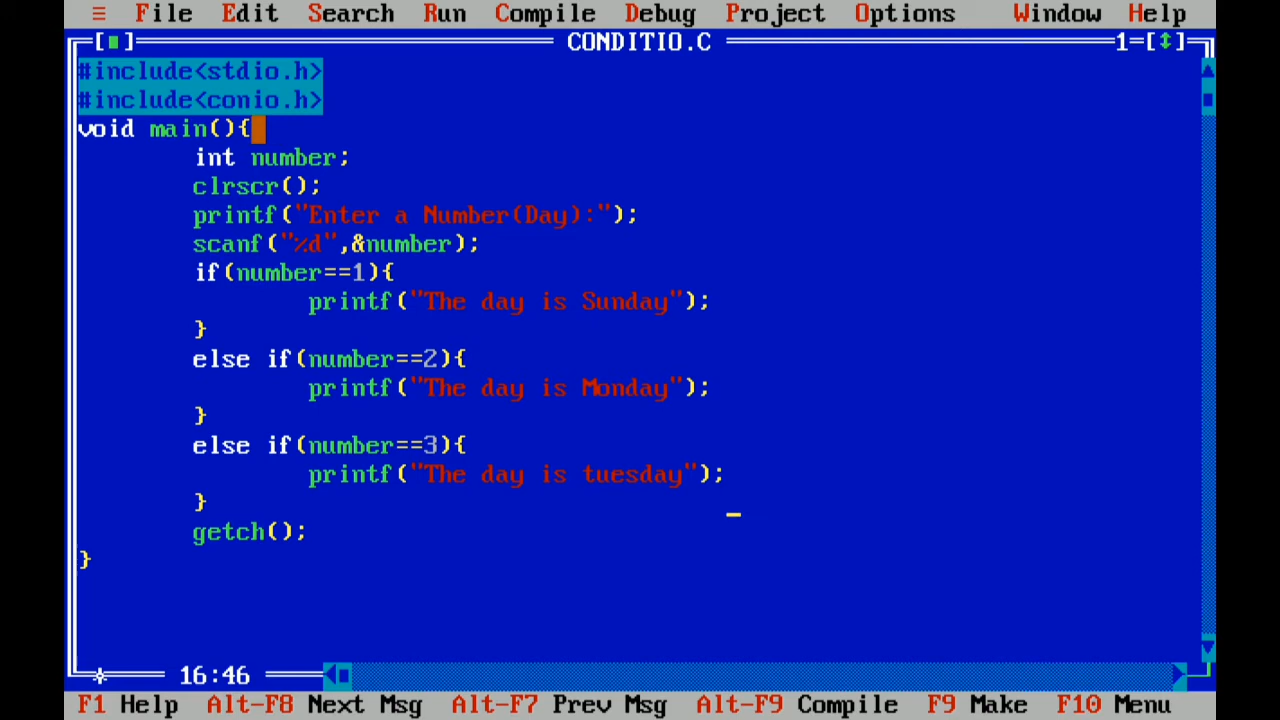 ≡ File Edit Search Run Compile Debug Project Options Window Help
[■] CONDITIO.C 1=[↕]
#include<stdio.h>
#include<conio.h>
void main(){
int number;
clrscr();
printf("Enter a Number(Day):");
scanf("%d",&number);
if(number==1){
printf("The day is Sunday");
}
else if(number==2){
printf("The day is Monday");
}
else if(number==3){
printf("The day is tuesday");
}
getch();
}
16:46
F1 Help Alt-F8 Next Msg Alt-F7 Prev Msg Alt-F9 Compile F9 Make F10 Menu